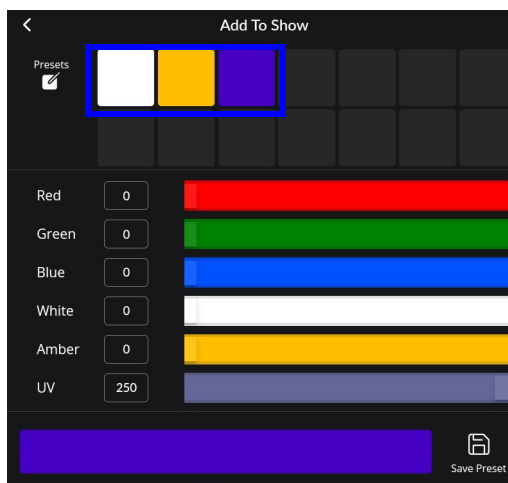 Add To Show
Presets
Red 0
Green 0
Blue 0
White 0
Amber 0
UV 250
Save Preset